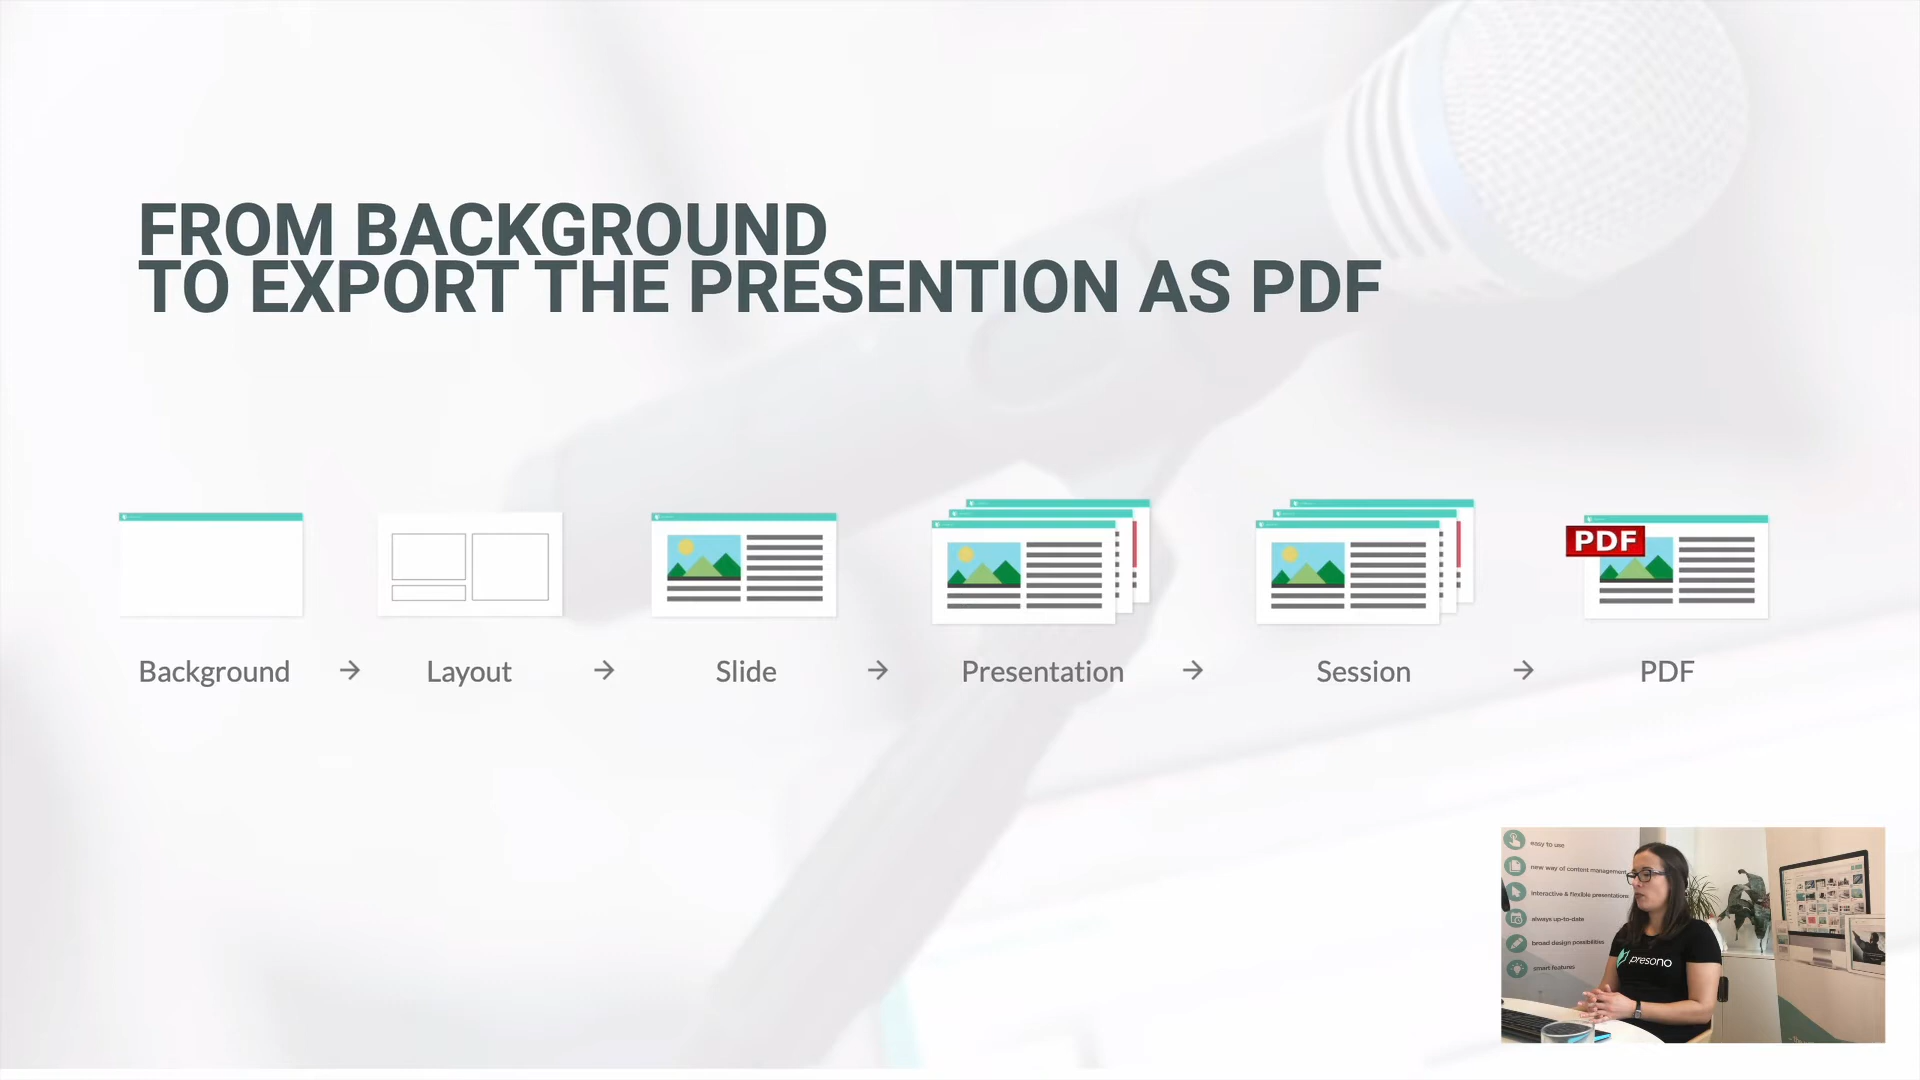 FROM BACKGROUND
TO EXPORT THE PRESENTION AS PDF
PDF
Background → Layout → Slide → Presentation → Session → PDF
easy to use
new way of content management
Interactive & flexible presentations
always up-to-date
broad design possibilities
smart features
presono